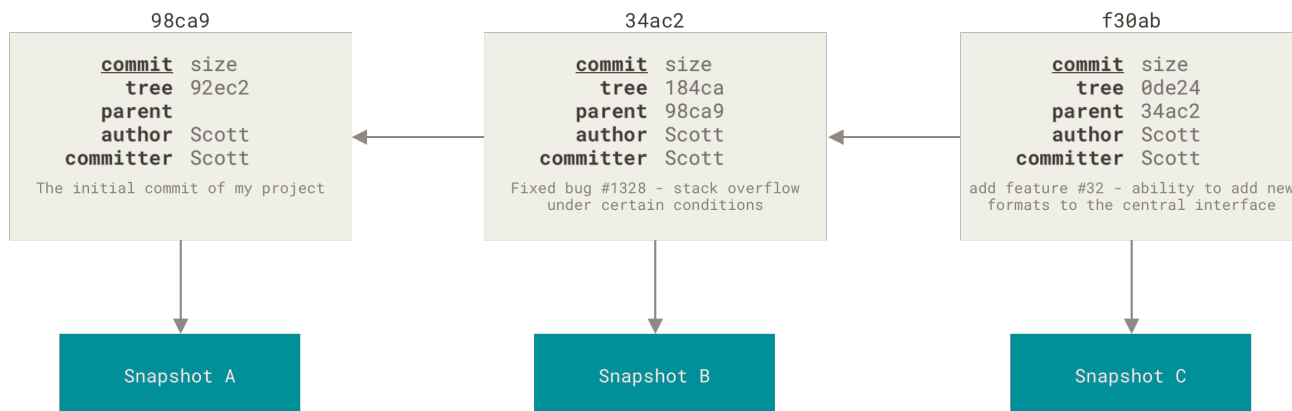 98ca9
commit size
tree 92ec2
parent
author Scott
committer Scott
The initial commit of my project
Snapshot A
34ac2
commit size
tree 184ca
parent 98ca9
author Scott
committer Scott
Fixed bug #1328 - stack overflow
under certain conditions
Snapshot B
f30ab
commit size
tree 0de24
parent 34ac2
author Scott
committer Scott
add feature #32 - ability to add new
formats to the central interface
Snapshot C